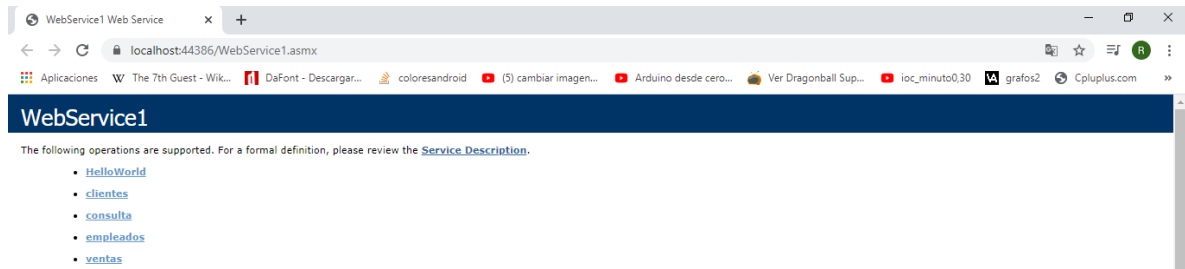 WebService1 Web Service
localhost:44386/WebService1.asmx
R
Aplicaciones W The 7th Guest - Wik... DaFont - Descargar... coloresandroid (5) cambiar imagen... Arduino desde cero... Ver Dragonball Sup... ioc_minuto0,30 grafos2 Cpluplus.com »
WebService1
The following operations are supported. For a formal definition, please review the Service Description.
• HelloWorld
• clientes
• consulta
• empleados
• ventas